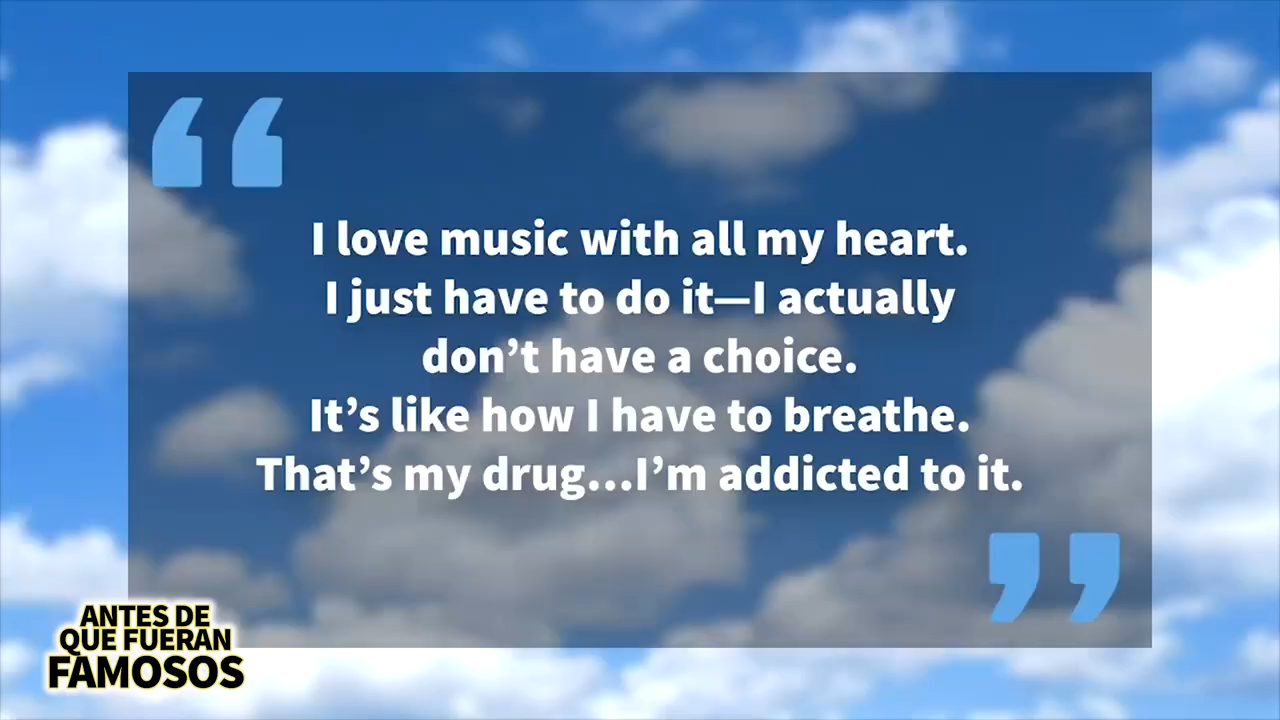 I love music with all my heart.
I just have to do it—I actually
don’t have a choice.
It’s like how I have to breathe.
That’s my drug...I’m addicted to it.
ANTES DE
QUE FUERAN
FAMOSOS